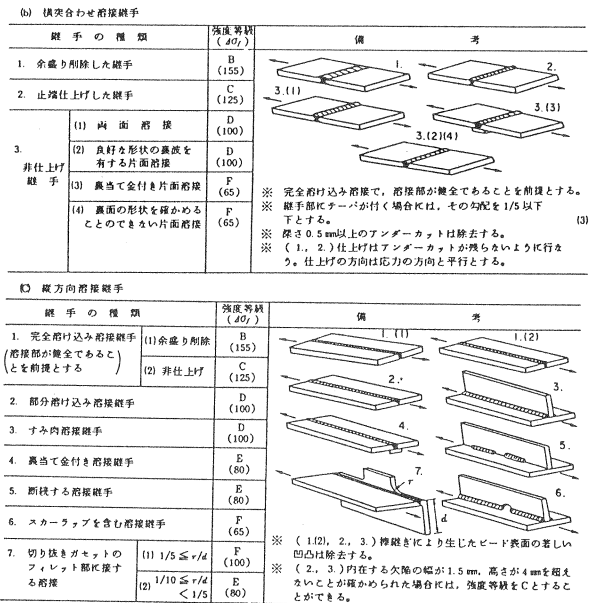 (b) 横突合わせ溶接継手
継手の種類 強度等級 (Δσf) 備考
1. 余盛り削除した継手 B (155)
2. 止端仕上げした継手 C (125)
3. 非仕上げ継手
(1) 両面溶接 D (100)
(2) 良好な形状の裏波を有する片面溶接 D (100)
(3) 裏当て金付き片面溶接 F (65)
(4) 裏面の形状を確かめることのできない片面溶接 F (65)
1.
2.
3.(1)
3.(3)
3.(2)(4)
※ 完全溶け込み溶接で,溶接部が健全であることを前提とする。
※ 継手部にテーパが付く場合には,その勾配を1/5以下
下とする。
(3)
※ 深さ0.5mm以上のアンダーカットは除去する。
※ (1., 2.)仕上げはアンダーカットが残らないように行な
う。仕上げの方向は応力の方向と平行とする。
(C) 縦方向溶接継手
継手の種類 強度等級 (Δσf) 備考
1. 完全溶け込み溶接継手
(溶接部が健全であることを前提とする)
(1)余盛り削除 B (155)
(2) 非仕上げ C (125)
2. 部分溶け込み溶接継手 D (100)
3. すみ肉溶接継手 D (100)
4. 裏当て金付き溶接継手 E (80)
5. 断続する溶接継手 E (80)
6. スカーラップを含む溶接継手 F (65)
7. 切り抜きガセットのフィレット部に接する溶接
(1) 1/5 ≦ r/d F (100)
(2) 1/10 ≦ r/d < 1/5 E (80)
1.(1)
1.(2)
2.
3.
4.
5.
7.
r
d
6.
※ (1.(2), 2., 3.)棒継ぎにより生じたビード表面の著しい
凹凸は除去する。
※ (2., 3.)内在する欠陥の幅が1.5mm,高さが4mmを超え
ないことが確かめられた場合には,強度等級をCとするこ
とができる。